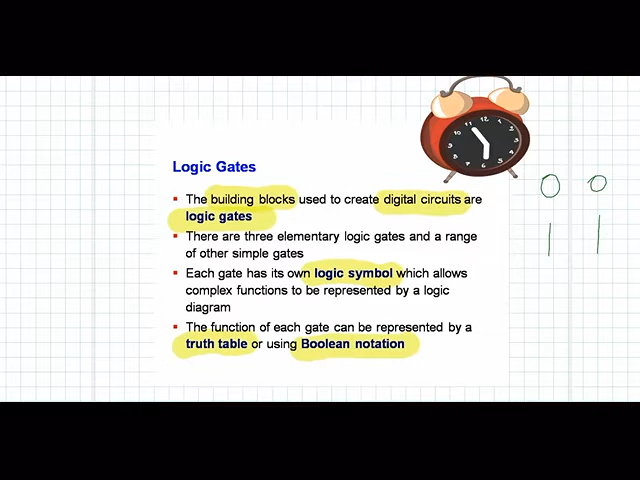 Logic Gates
▪ The building blocks used to create digital circuits are
logic gates
▪ There are three elementary logic gates and a range
of other simple gates
▪ Each gate has its own logic symbol which allows
complex functions to be represented by a logic
diagram
▪ The function of each gate can be represented by a
truth table or using Boolean notation
0 0
1 1